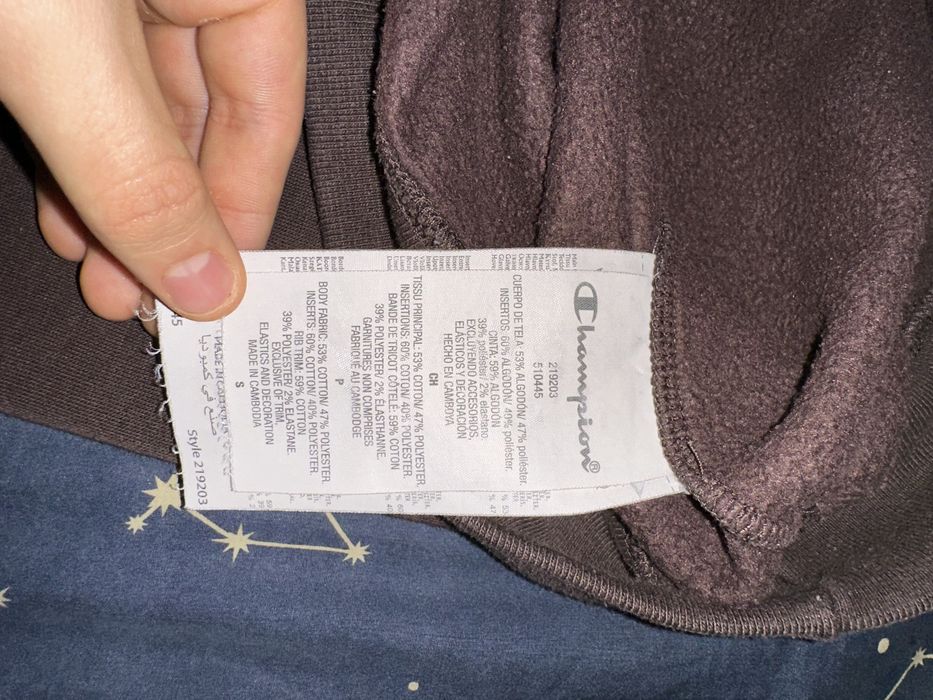 Champion®
219203
510445
CUERPO DE TELA: 53% ALGODÓN/ 47% poliéster.
INSERTOS: 60% ALGODÓN/ 40% poliéster.
CINTA: 59% ALGODÓN
39% poliéster/ 2% elastano.
EXCLUYENDO ACCESORIOS,
ELÁSTICOS Y DECORACIÓN
HECHO EN CAMBOYA
CH
TISSU PRINCIPAL: 53% COTON/ 47% POLYESTER.
INSERTIONS: 60% COTON/ 40% POLYESTER.
BANDE DE TRICOT CÔTELÉ: 59% COTON
39% POLYESTER/ 2% ÉLASTHANNE.
GARNITURES NON COMPRISES
FABRIQUÉ AU CAMBODGE
P
BODY FABRIC: 53% COTTON/ 47% POLYESTER.
INSERTS: 60% COTTON/ 40% POLYESTER.
RIB TRIM: 59% COTTON
39% POLYESTER/ 2% ELASTANE.
EXCLUSIVE OF TRIM,
ELASTICS AND DECORATION
MADE IN CAMBODIA
S
صنع في كمبوديا
Style 219203